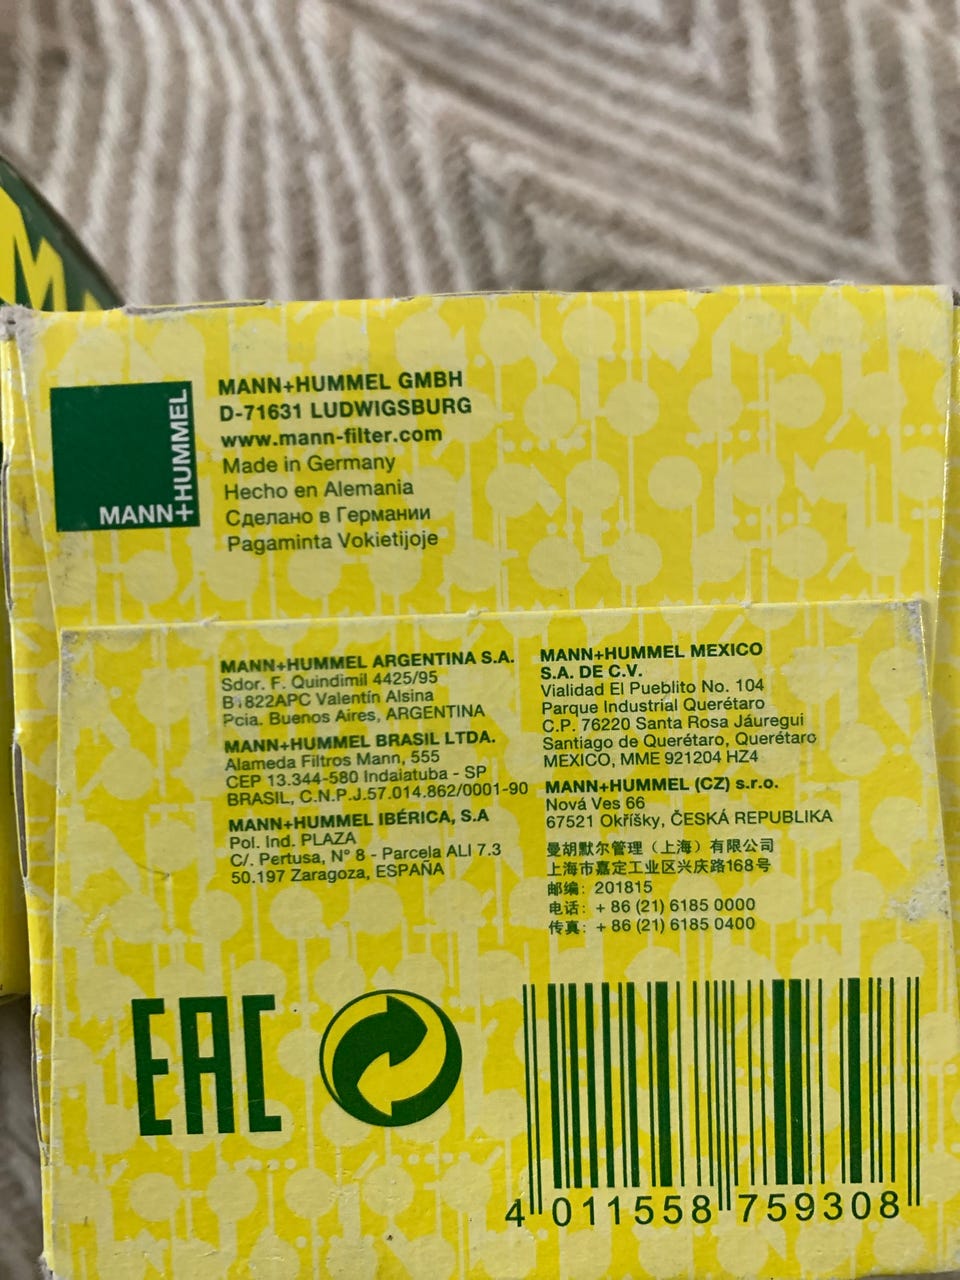 M
MANN+
HUMMEL
MANN+HUMMEL GMBH
D-71631 LUDWIGSBURG
www.mann-filter.com
Made in Germany
Hecho en Alemania
Сделано в Германии
Pagaminta Vokietijoje
MANN+HUMMEL ARGENTINA S.A.
Sdor. F. Quindimil 4425/95
B1822APC Valentín Alsina
Pcia. Buenos Aires, ARGENTINA
MANN+HUMMEL BRASIL LTDA.
Alameda Filtros Mann, 555
CEP 13.344-580 Indaiatuba - SP
BRASIL, C.N.P.J.57.014.862/0001-90
MANN+HUMMEL IBÉRICA, S.A
Pol. Ind. PLAZA
C/. Pertusa, N° 8 - Parcela ALI 7.3
50.197 Zaragoza, ESPAÑA
MANN+HUMMEL MEXICO
S.A. DE C.V.
Vialidad El Pueblito No. 104
Parque Industrial Querétaro
C.P. 76220 Santa Rosa Jáuregui
Santiago de Querétaro, Querétaro
MEXICO, MME 921204 HZ4
MANN+HUMMEL (CZ) s.r.o.
Nová Ves 66
67521 Okříšky, ČESKÁ REPUBLIKA
曼胡默尔管理（上海）有限公司
上海市嘉定工业区兴庆路168号
邮编：201815
电话：+ 86 (21) 6185 0000
传真：+ 86 (21) 6185 0400
EAC
4 011558 759308